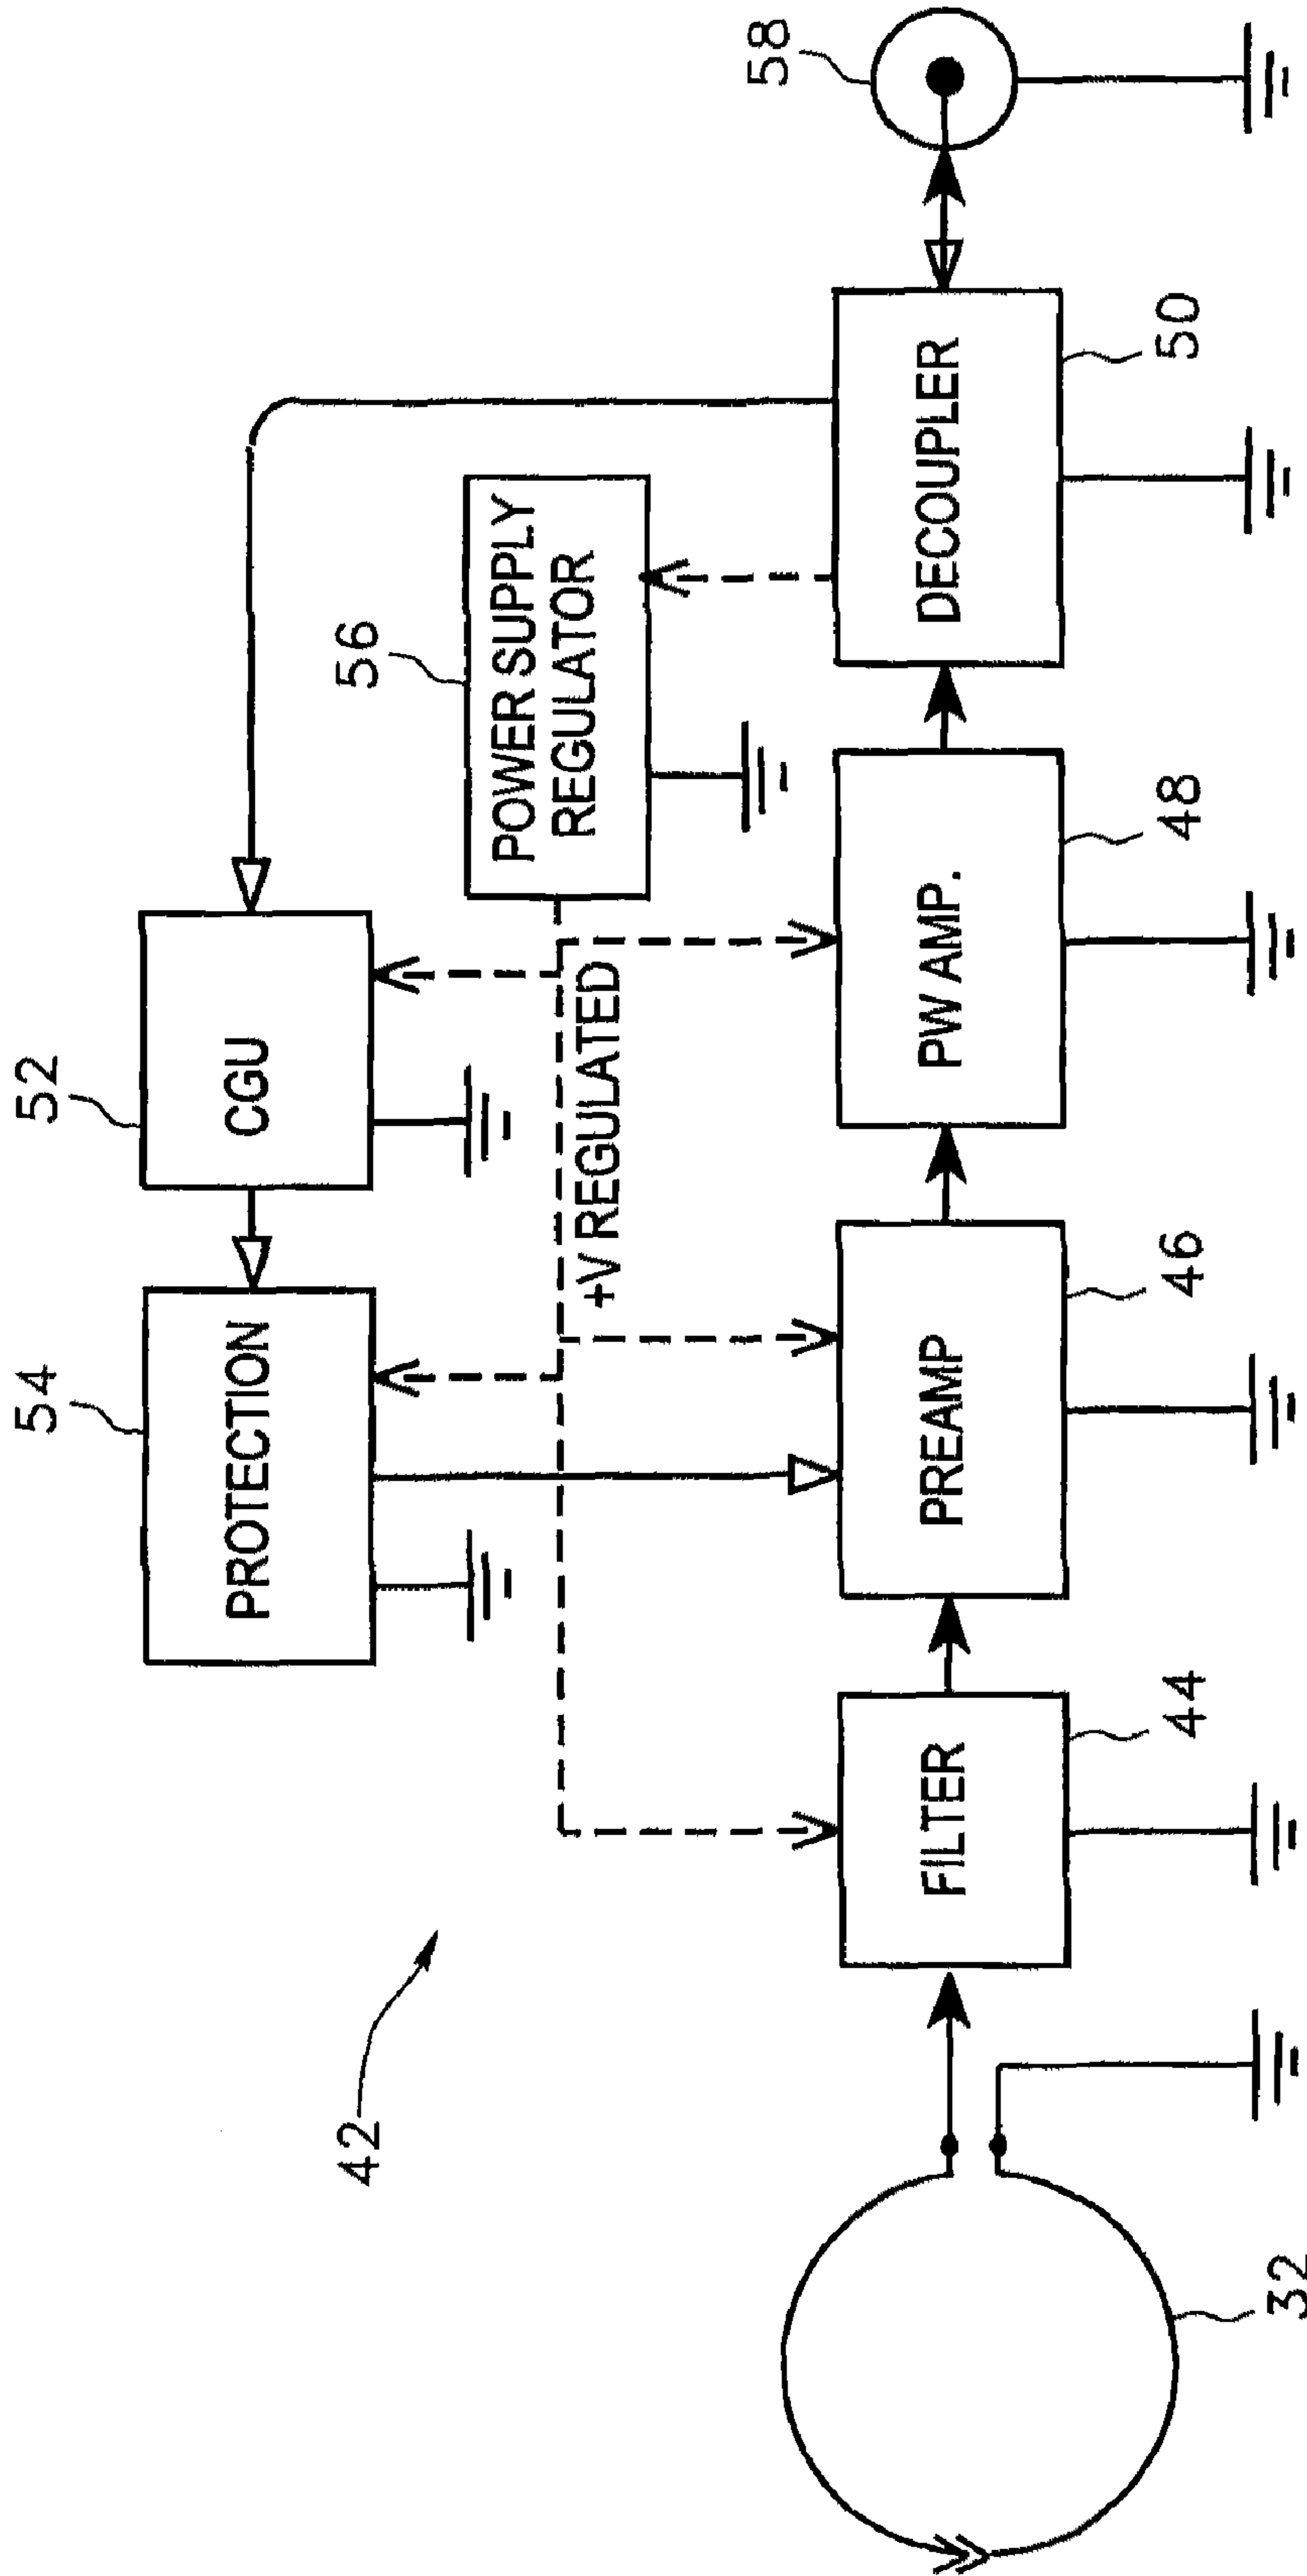 54
52
PROTECTION
CGU
56
POWER SUPPLY
REGULATOR
+V REGULATED
42
58
FILTER
PREAMP
PW AMP.
DECOUPLER
32
44
46
48
50